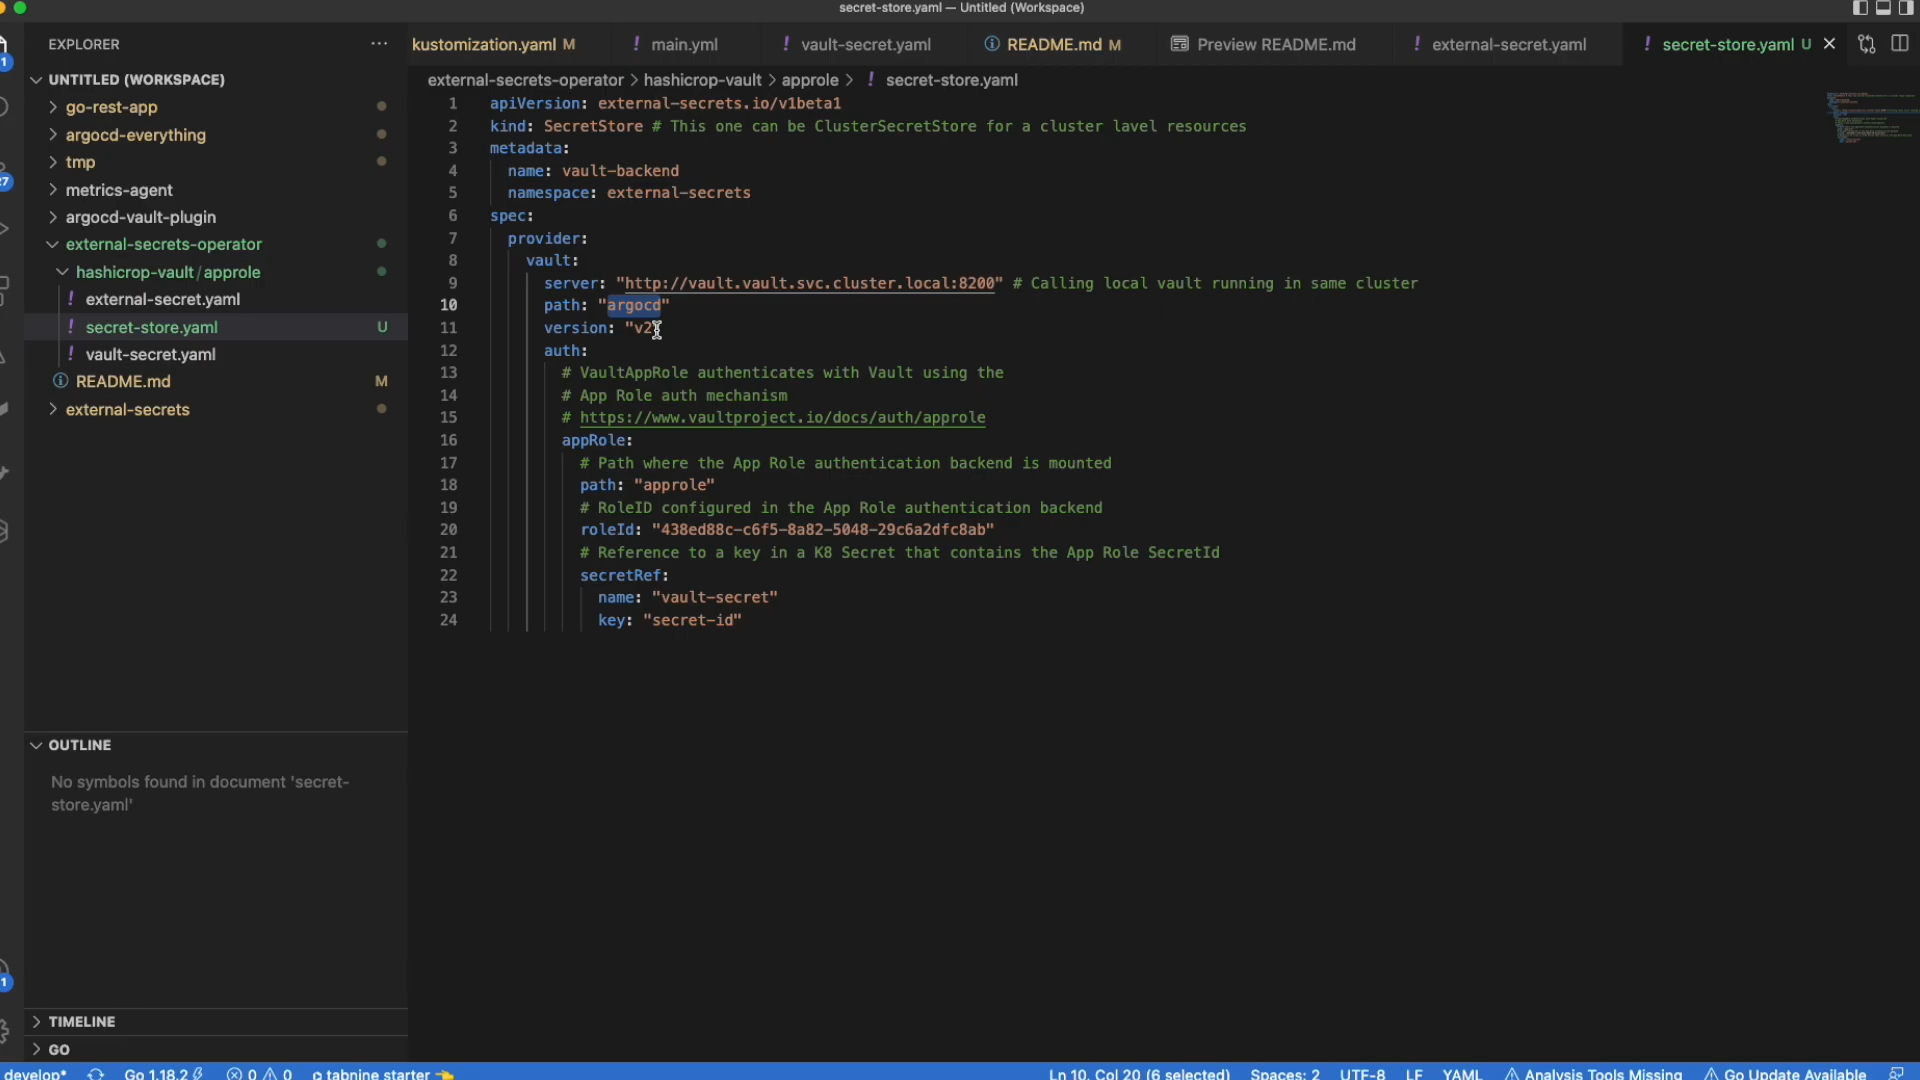 secret-store.yaml — Untitled (Workspace)
EXPLORER ···
kustomization.yaml M ! main.yml ! vault-secret.yaml README.md M Preview README.md ! external-secret.yaml ! secret-store.yaml U
UNTITLED (WORKSPACE)
go-rest-app
argocd-everything
tmp
metrics-agent
argocd-vault-plugin
external-secrets-operator
hashicrop-vault / approle
! external-secret.yaml
! secret-store.yaml U
! vault-secret.yaml
README.md M
external-secrets
OUTLINE
No symbols found in document 'secret-
store.yaml'
TIMELINE
GO
1
27
1
external-secrets-operator > hashicrop-vault > approle > ! secret-store.yaml
1 apiVersion: external-secrets.io/v1beta1
2 kind: SecretStore # This one can be ClusterSecretStore for a cluster lavel resources
3 metadata:
4 name: vault-backend
5 namespace: external-secrets
6 spec:
7 provider:
8 vault:
9 server: "http://vault.vault.svc.cluster.local:8200" # Calling local vault running in same cluster
10 path: "argocd"
11 version: "v2"
12 auth:
13 # VaultAppRole authenticates with Vault using the
14 # App Role auth mechanism
15 # https://www.vaultproject.io/docs/auth/approle
16 appRole:
17 # Path where the App Role authentication backend is mounted
18 path: "approle"
19 # RoleID configured in the App Role authentication backend
20 roleId: "438ed88c-c6f5-8a82-5048-29c6a2dfc8ab"
21 # Reference to a key in a K8 Secret that contains the App Role SecretId
22 secretRef:
23 name: "vault-secret"
24 key: "secret-id"
develop* Go 1.18.2 0 0 tabnine starter Ln 10, Col 20 (6 selected) Spaces: 2 UTF-8 LF YAML Analysis Tools Missing Go Update Available